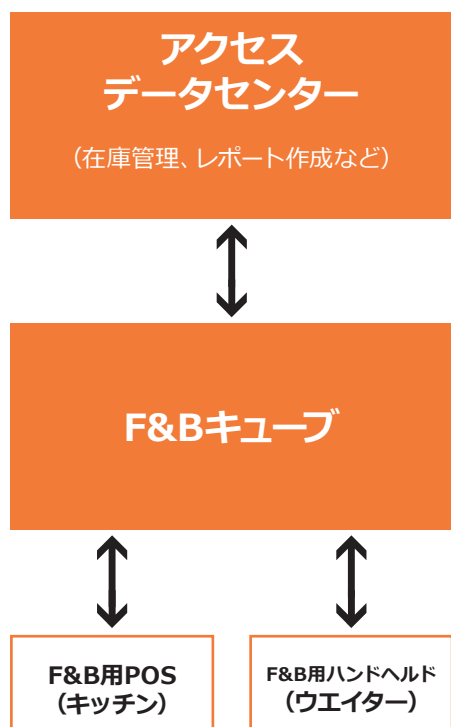 アクセス
データセンター
（在庫管理、レポート作成など）
F&Bキューブ
F&B用POS
（キッチン）
F&B用ハンドヘルド
（ウエイター）